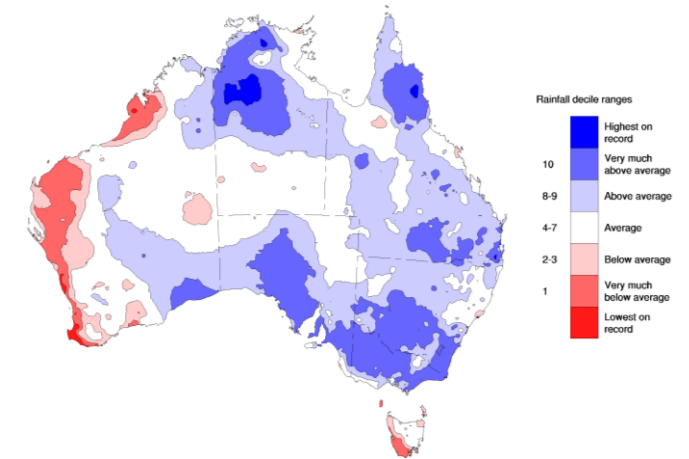 Rainfall decile ranges
Highest on
record
10
Very much
above average
8-9
Above average
4-7
Average
2-3
Below average
1
Very much
below average
Lowest on
record